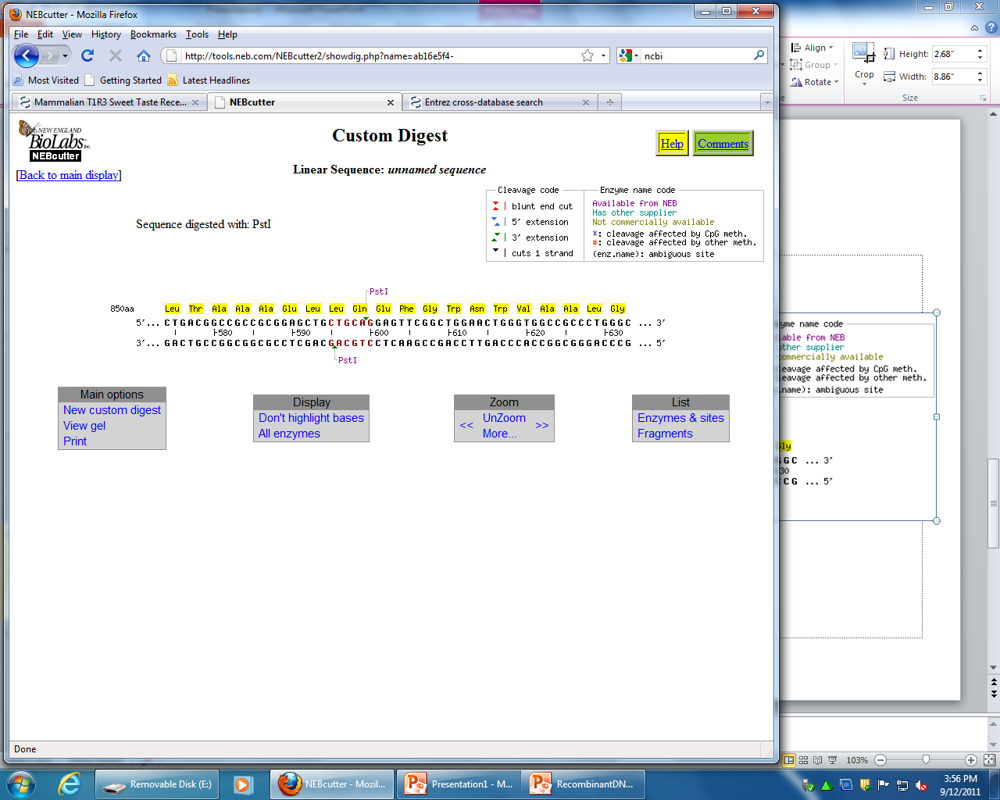 NEBcutter - Mozilla Firefox
File Edit View History Bookmarks Tools Help
http://tools.neb.com/NEBcutter2/showdig.php?name=ab16e5f4-
ncbi
Most Visited Getting Started Latest Headlines
Mammalian T1R3 Sweet Taste Rece...
NEBcutter
Entrez cross-database search
NEW ENGLAND
BioLabs Inc.
NEBcutter
[Back to main display]
Custom Digest
Help
Comments
Linear Sequence: unnamed sequence
Sequence digested with: PstI
Cleavage code
blunt end cut
5′ extension
3′ extension
cuts 1 strand
Enzyme name code
Available from NEB
Has other supplier
Not commercially available
*: cleavage affected by CpG meth.
#: cleavage affected by other meth.
(enz.name): ambiguous site
PstI
850aa Leu Thr Ala Ala Ala Glu Leu Leu Gln Glu Phe Gly Trp Asn Trp Val Ala Ala Leu Gly
5′... CTGACGGCCGCCGCGGAGCTGCTGCAGGAGTTCGGCTGGAACTGGGTGGCCGCCCTGGGC ... 3′
580 590 600 610 620 630
3′... GACTGCCGGCGGCGCCTCGACGACGTCCTCAAGCCGACCTTGACCCACCGGCGGGACCCG ... 5′
PstI
Main options
New custom digest
View gel
Print
Display
Don't highlight bases
All enzymes
Zoom
<< UnZoom >>
More...
List
Enzymes & sites
Fragments
Done
Align
Group
Rotate
Crop
Height: 2.68"
Width: 8.86"
Size
yme name code
lable from NEB
other supplier
commercially available
leavage affected by CpG meth.
leavage affected by other meth.
.name): ambiguous site
Gly
GGC ... 3′
30
CCG ... 5′
103%
Removable Disk (E:)
NEBcutter - Mozil...
Presentation1 - M...
RecombinantDN...
3:56 PM
9/12/2011